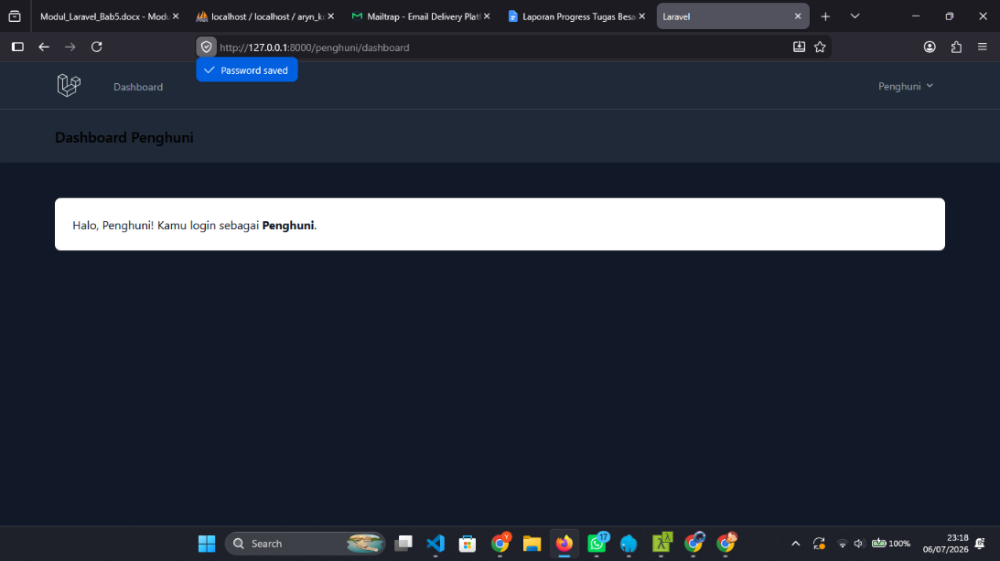 Modul_Laravel_Bab5.docx - Modu
localhost / localhost / aryn_ko
Mailtrap - Email Delivery Platf
Laporan Progress Tugas Besa
Laravel
http://127.0.0.1:8000/penghuni/dashboard
Password saved
Dashboard
Penghuni
Dashboard Penghuni
Halo, Penghuni! Kamu login sebagai Penghuni.
Search
Y
17
100%
23:18
06/07/2026